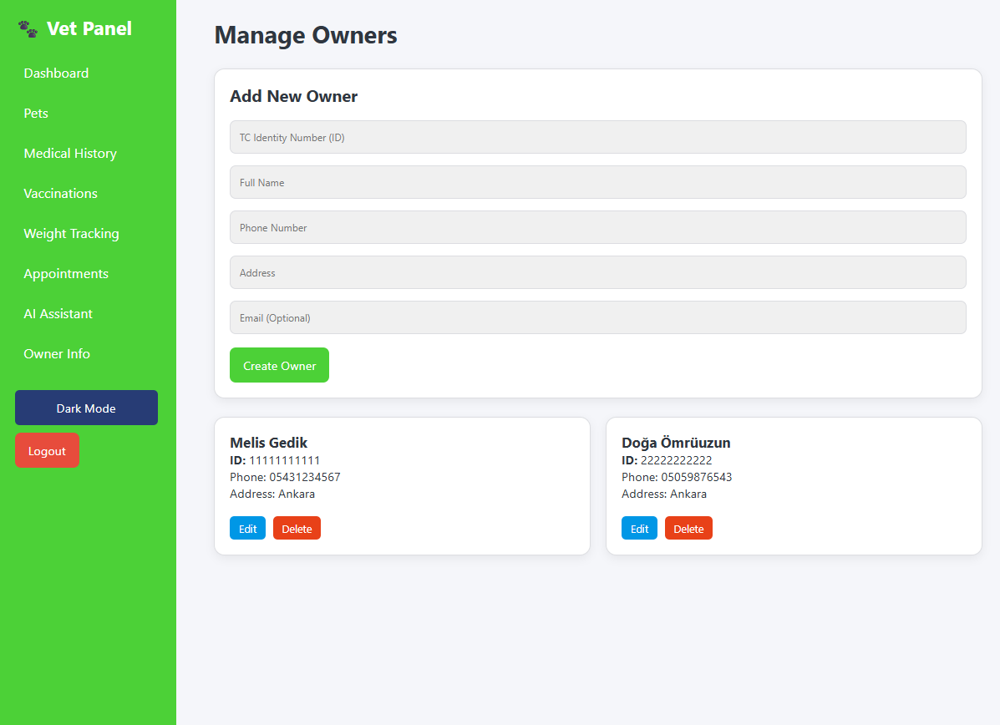 Vet Panel
Dashboard
Pets
Medical History
Vaccinations
Weight Tracking
Appointments
AI Assistant
Owner Info
Dark Mode
Logout
Manage Owners
Add New Owner
TC Identity Number (ID)
Full Name
Phone Number
Address
Email (Optional)
Create Owner
Melis Gedik
ID: 11111111111
Phone: 05431234567
Address: Ankara
Edit Delete
Doğa Ömrüuzun
ID: 22222222222
Phone: 05059876543
Address: Ankara
Edit Delete